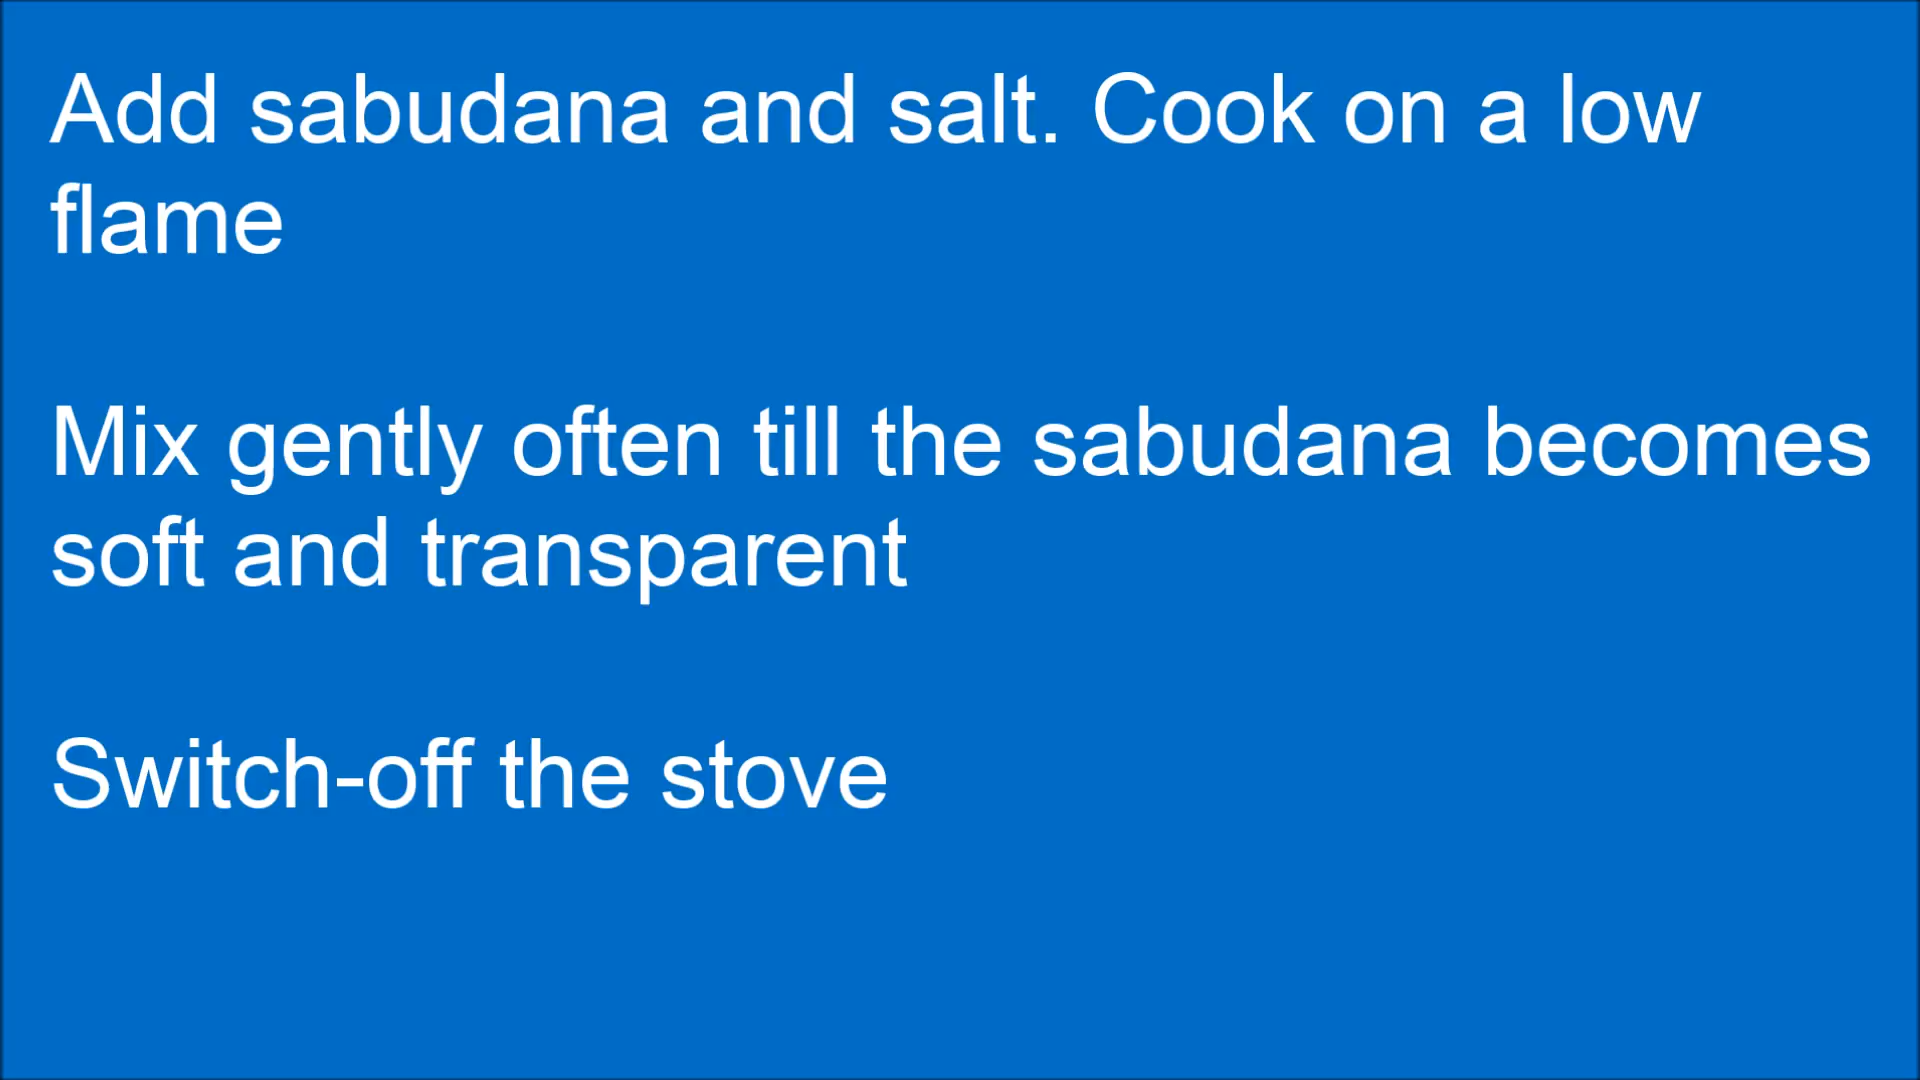 Add sabudana and salt. Cook on a low
flame
Mix gently often till the sabudana becomes
soft and transparent
Switch-off the stove